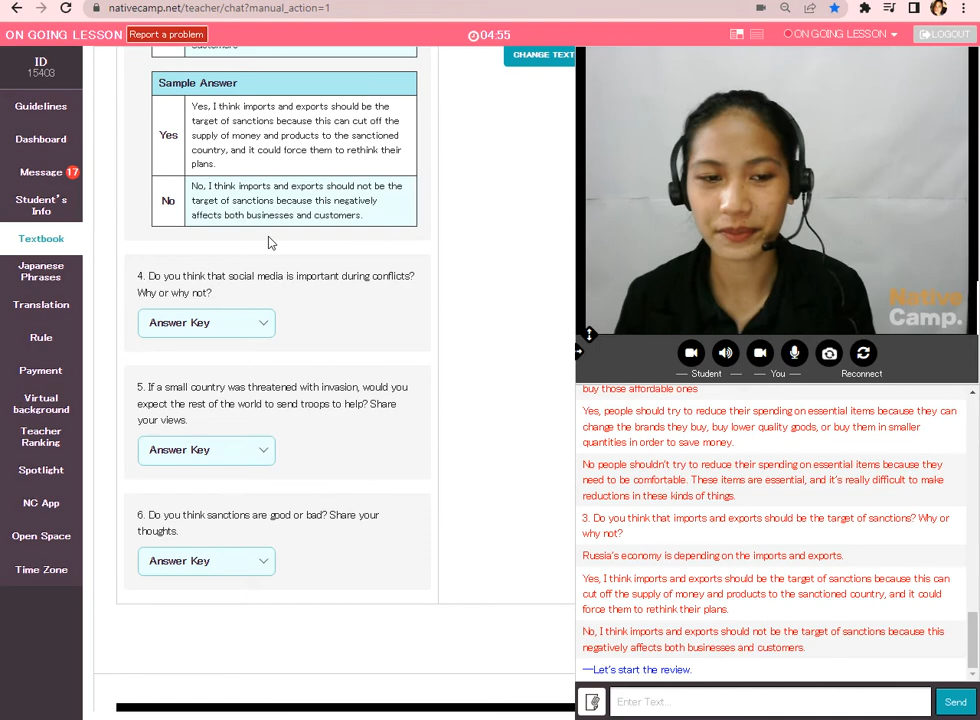 nativecamp.net/teacher/chat?manual_action=1
ON GOING LESSON
Report a problem
04.55
ON GOING LESSON
LOGOUT
ID
15403
Guidelines
Dashboard
Message 17
Student's
Info
Textbook
Japanese
Phrases
Translation
Rule
Payment
Virtual
background
Teacher
Ranking
Spotlight
NC App
Open Space
Time Zone
customers
Sample Answer
Yes
Yes, I think imports and exports should be the
target of sanctions because this can cut off the
supply of money and products to the sanctioned
country, and it could force them to rethink their
plans.
No
No, I think imports and exports should not be the
target of sanctions because this negatively
affects both businesses and customers.
4. Do you think that social media is important during conflicts?
Why or why not?
Answer Key
5. If a small country was threatened with invasion, would you
expect the rest of the world to send troops to help? Share
your views.
Answer Key
6. Do you think sanctions are good or bad? Share your
thoughts.
Answer Key
CHANGE TEXT
Native
Camp.
Student
You
Reconnect
buy those affordable ones
Yes, people should try to reduce their spending on essential items because they can
change the brands they buy, buy lower quality goods, or buy them in smaller
quantities in order to save money.
No people shouldn't try to reduce their spending on essential items because they
need to be comfortable. These items are essential, and it's really difficult to make
reductions in these kinds of things.
3. Do you think that imports and exports should be the target of sanctions? Why or
why not?
Russia's economy is depending on the imports and exports.
Yes, I think imports and exports should be the target of sanctions because this can
cut off the supply of money and products to the sanctioned country, and it could
force them to rethink their plans.
No, I think imports and exports should not be the target of sanctions because this
negatively affects both businesses and customers.
—Let's start the review.
Enter Text...
Send